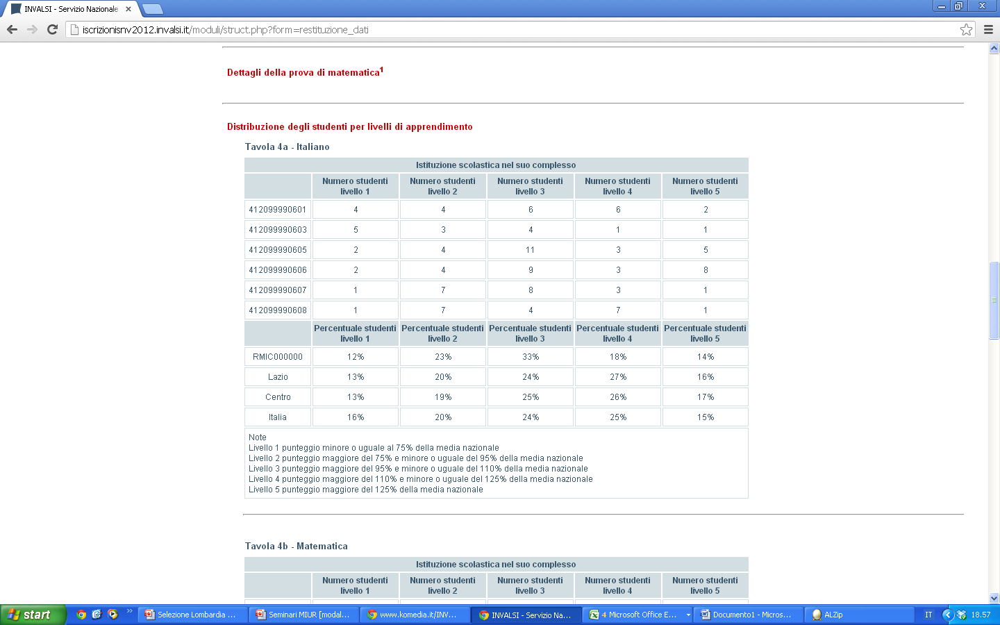 INVALSI - Servizio Nazionale
iscrizionisnv2012.invalsi.it/moduli/struct.php?form=restituzione_dati
Dettagli della prova di matematica1
Distribuzione degli studenti per livelli di apprendimento
Tavola 4a - Italiano
Istituzione scolastica nel suo complesso
Numero studenti livello 1 Numero studenti livello 2 Numero studenti livello 3 Numero studenti livello 4 Numero studenti livello 5
412099990601 4 4 6 6 2
412099990603 5 3 4 1 1
412099990605 2 4 11 3 5
412099990606 2 4 9 3 8
412099990607 1 7 8 3 1
412099990608 1 7 4 7 1
Percentuale studenti livello 1 Percentuale studenti livello 2 Percentuale studenti livello 3 Percentuale studenti livello 4 Percentuale studenti livello 5
RMIC000000 12% 23% 33% 18% 14%
Lazio 13% 20% 24% 27% 16%
Centro 13% 19% 25% 26% 17%
Italia 16% 20% 24% 25% 15%
Note
Livello 1 punteggio minore o uguale al 75% della media nazionale
Livello 2 punteggio maggiore del 75% e minore o uguale del 95% della media nazionale
Livello 3 punteggio maggiore del 95% e minore o uguale del 110% della media nazionale
Livello 4 punteggio maggiore del 110% e minore o uguale del 125% della media nazionale
Livello 5 punteggio maggiore del 125% della media nazionale
Tavola 4b - Matematica
Istituzione scolastica nel suo complesso
Numero studenti livello 1 Numero studenti livello 2 Numero studenti livello 3 Numero studenti livello 4 Numero studenti livello 5
start » Selezione Lombardia ... Seminari MIUR [modal... www.komedia.it/INV... INVALSI - Servizio Na... 4 Microsoft Office E... Documento1 - Micros... ALZip IT 18.57